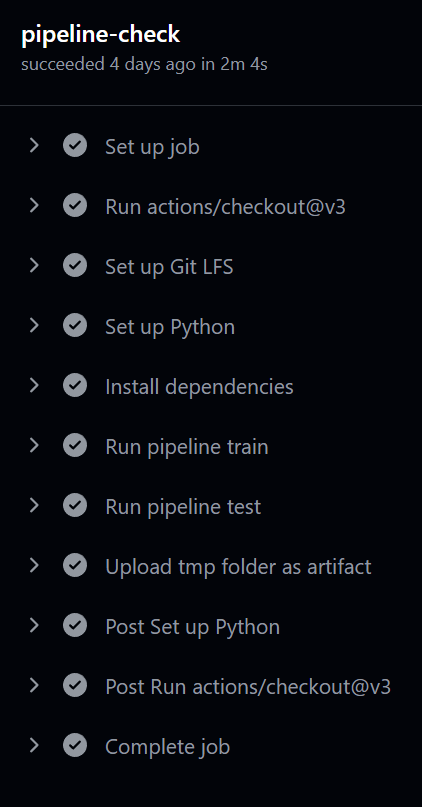 pipeline-check
succeeded 4 days ago in 2m 4s
Set up job
Run actions/checkout@v3
Set up Git LFS
Set up Python
Install dependencies
Run pipeline train
Run pipeline test
Upload tmp folder as artifact
Post Set up Python
Post Run actions/checkout@v3
Complete job